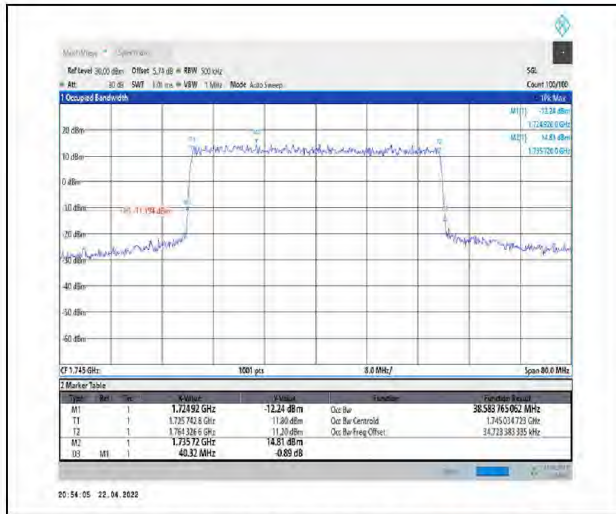 MultiView Spectrum
Ref Level 30.00 dBm Offset 5.74 dB RBW 500 kHz SGL
Att 30 dB SWT 1.01 ms VBW 1 MHz Mode Auto Sweep Count 100/100
1 Occupied Bandwidth 1Pk Max
M1[1] -12.24 dBm
1.724920 0 GHz
M2[1] 14.81 dBm
1.735720 0 GHz
20 dBm
10 dBm
0 dBm
-10 dBm
-20 dBm
-30 dBm
-40 dBm
-50 dBm
-60 dBm
CF 1.745 GHz 1001 pts 8.0 MHz/ Span 80.0 MHz
2 Marker Table
Type Ref Trc X-Value Y-Value Function Function Result
M1 1 1.72492 GHz -12.24 dBm Occ Bw 38.583765062 MHz
T1 1 1.725 742 8 GHz 11.80 dBm Occ Bw Centroid 1.745 034 723 GHz
T2 1 1.764 326 6 GHz 11.20 dBm Occ Bw Freq Offset 34.723 383 335 kHz
M2 1 1.73572 GHz 14.81 dBm
D3 M1 1 40.32 MHz -0.89 dB
20:54:05 22.04.2022